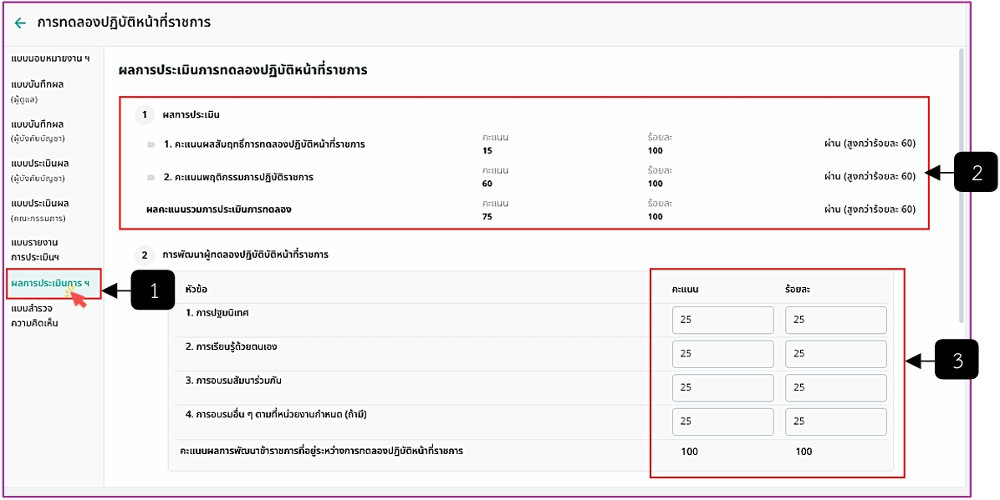 การทดลองปฏิบัติหน้าที่ราชการ
แบบมอบหมายงาน ฯ
แบบบันทึกผล
(ผู้ดูแล)
แบบบันทึกผล
(ผู้บังคับบัญชา)
แบบประเมินผล
(ผู้บังคับบัญชา)
แบบประเมินผล
(คณะกรรมการ)
แบบรายงาน
การประเมินฯ
ผลการประเมินการ ฯ
แบบสำรวจ
ความคิดเห็น
1
ผลการประเมินการทดลองปฏิบัติหน้าที่ราชการ
1 ผลการประเมิน
คะแนน ร้อยละ
1. คะแนนผลสัมฤทธิ์การทดลองปฏิบัติหน้าที่ราชการ 15 100 ผ่าน (สูงกว่าร้อยละ 60)
คะแนน ร้อยละ
2. คะแนนพฤติกรรมการปฏิบัติราชการ 60 100 ผ่าน (สูงกว่าร้อยละ 60)
คะแนน ร้อยละ
ผลคะแนนรวมการประเมินการทดลอง 75 100 ผ่าน (สูงกว่าร้อยละ 60)
2
2 การพัฒนาผู้ทดลองปฏิบัติบัติหน้าที่ราชการ
หัวข้อ คะแนน ร้อยละ
1. การปฐมนิเทศ 25 25
2. การเรียนรู้ด้วยตนเอง 25 25
3. การอบรมสัมนาร่วมกัน 25 25
4. การอบรมอื่น ๆ ตามที่หน่วยงานกำหนด (ถ้ามี) 25 25
คะแนนผลการพัฒนาข้าราชการที่อยู่ระหว่างการทดลองปฏิบัติหน้าที่ราชการ 100 100
3